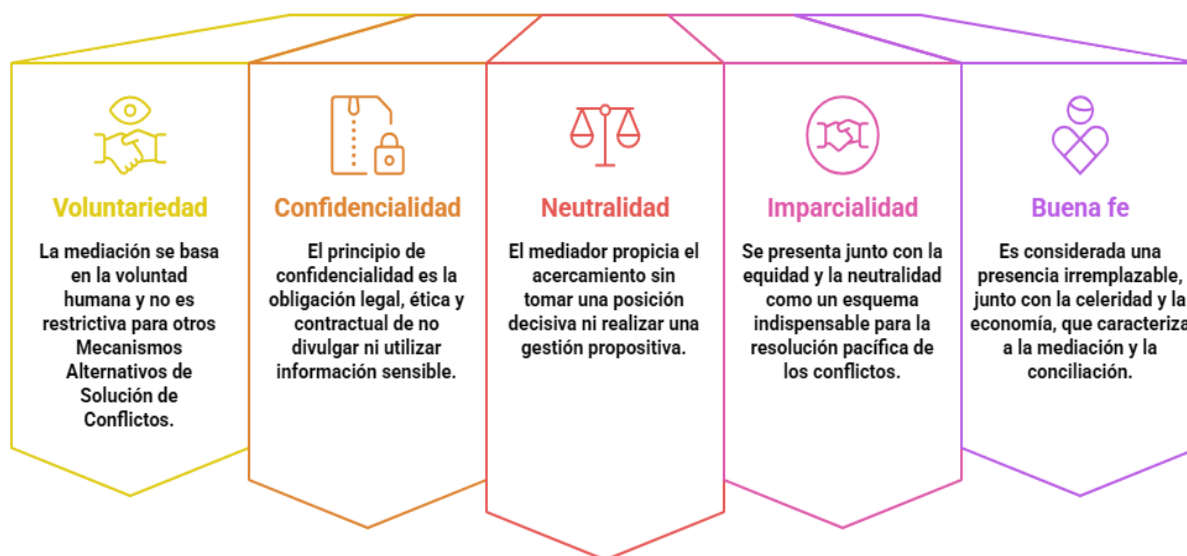 Voluntariedad
La mediación se basa
en la voluntad
humana y no es
restrictiva para otros
Mecanismos
Alternativos de
Solución de
Conflictos.
Confidencialidad
El principio de
confidencialidad es la
obligación legal, ética y
contractual de no
divulgar ni utilizar
información sensible.
Neutralidad
El mediador propicia el
acercamiento sin
tomar una posición
decisiva ni realizar una
gestión propositiva.
Imparcialidad
Se presenta junto con la
equidad y la neutralidad
como un esquema
indispensable para la
resolución pacífica de
los conflictos.
Buena fe
Es considerada una
presencia irremplazable,
junto con la celeridad y la
economía, que caracteriza
a la mediación y la
conciliación.